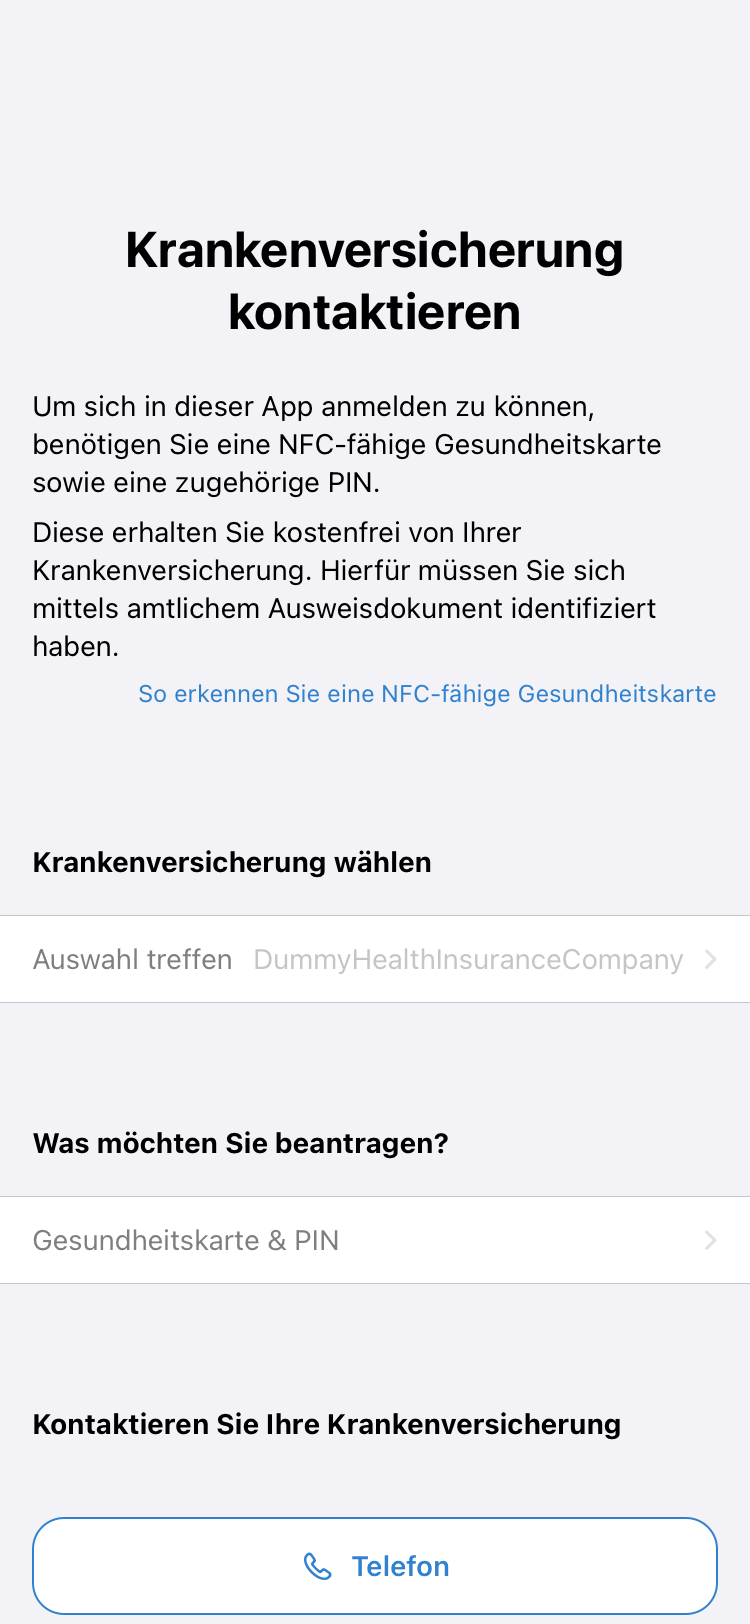 Krankenversicherung
kontaktieren
Um sich in dieser App anmelden zu können,
benötigen Sie eine NFC-fähige Gesundheitskarte
sowie eine zugehörige PIN.
Diese erhalten Sie kostenfrei von Ihrer
Krankenversicherung. Hierfür müssen Sie sich
mittels amtlichem Ausweisdokument identifiziert
haben.
So erkennen Sie eine NFC-fähige Gesundheitskarte
Krankenversicherung wählen
Auswahl treffen DummyHealthInsuranceCompany
Was möchten Sie beantragen?
Gesundheitskarte & PIN
Kontaktieren Sie Ihre Krankenversicherung
Telefon